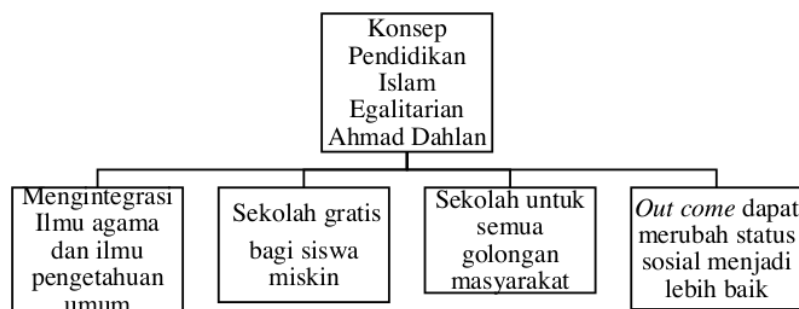 Konsep
Pendidikan
Islam
Egalitarian
Ahmad Dahlan
Mengintegrasi
Ilmu agama
dan ilmu
pengetahuan
umum
Sekolah gratis
bagi siswa
miskin
Sekolah untuk
semua
golongan
masyarakat
Out come dapat
merubah status
sosial menjadi
lebih baik